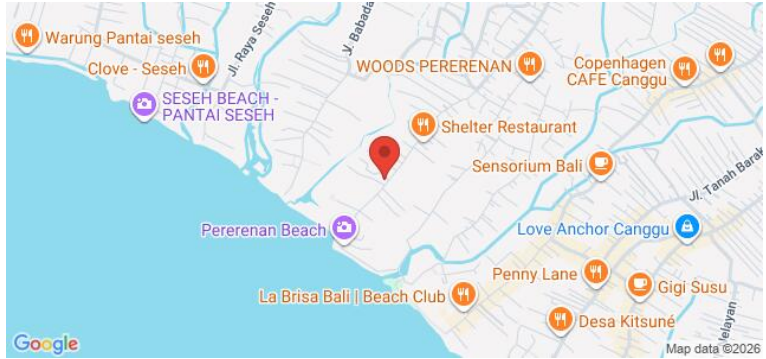 Warung Pantai seseh
Clove - Seseh
Jl. Raya Seseh
WOODS PERERENAN
Copenhagen
CAFE Canggu
SESEH BEACH -
PANTAI SESEH
Shelter Restaurant
Sensorium Bali
Jl. Tanah Barak
Pererenan Beach
Love Anchor Canggu
Penny Lane
La Brisa Bali | Beach Club
Gigi Susu
Desa Kitsuné
Google
Map data ©2026